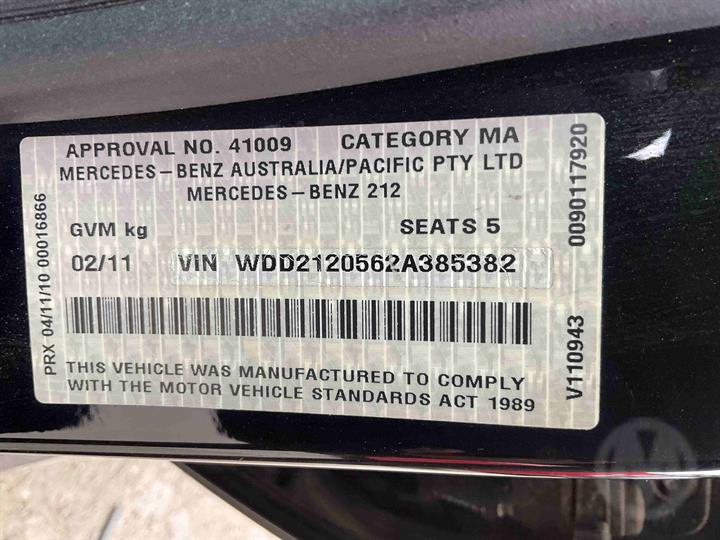 APPROVAL NO. 41009 CATEGORY MA
MERCEDES-BENZ AUSTRALIA/PACIFIC PTY LTD
MERCEDES-BENZ 212
GVM kg SEATS 5
02/11 VIN WDD2120562A385382
THIS VEHICLE WAS MANUFACTURED TO COMPLY
WITH THE MOTOR VEHICLE STANDARDS ACT 1989
PRX 04/11/10 00016866
V110943 0090117920